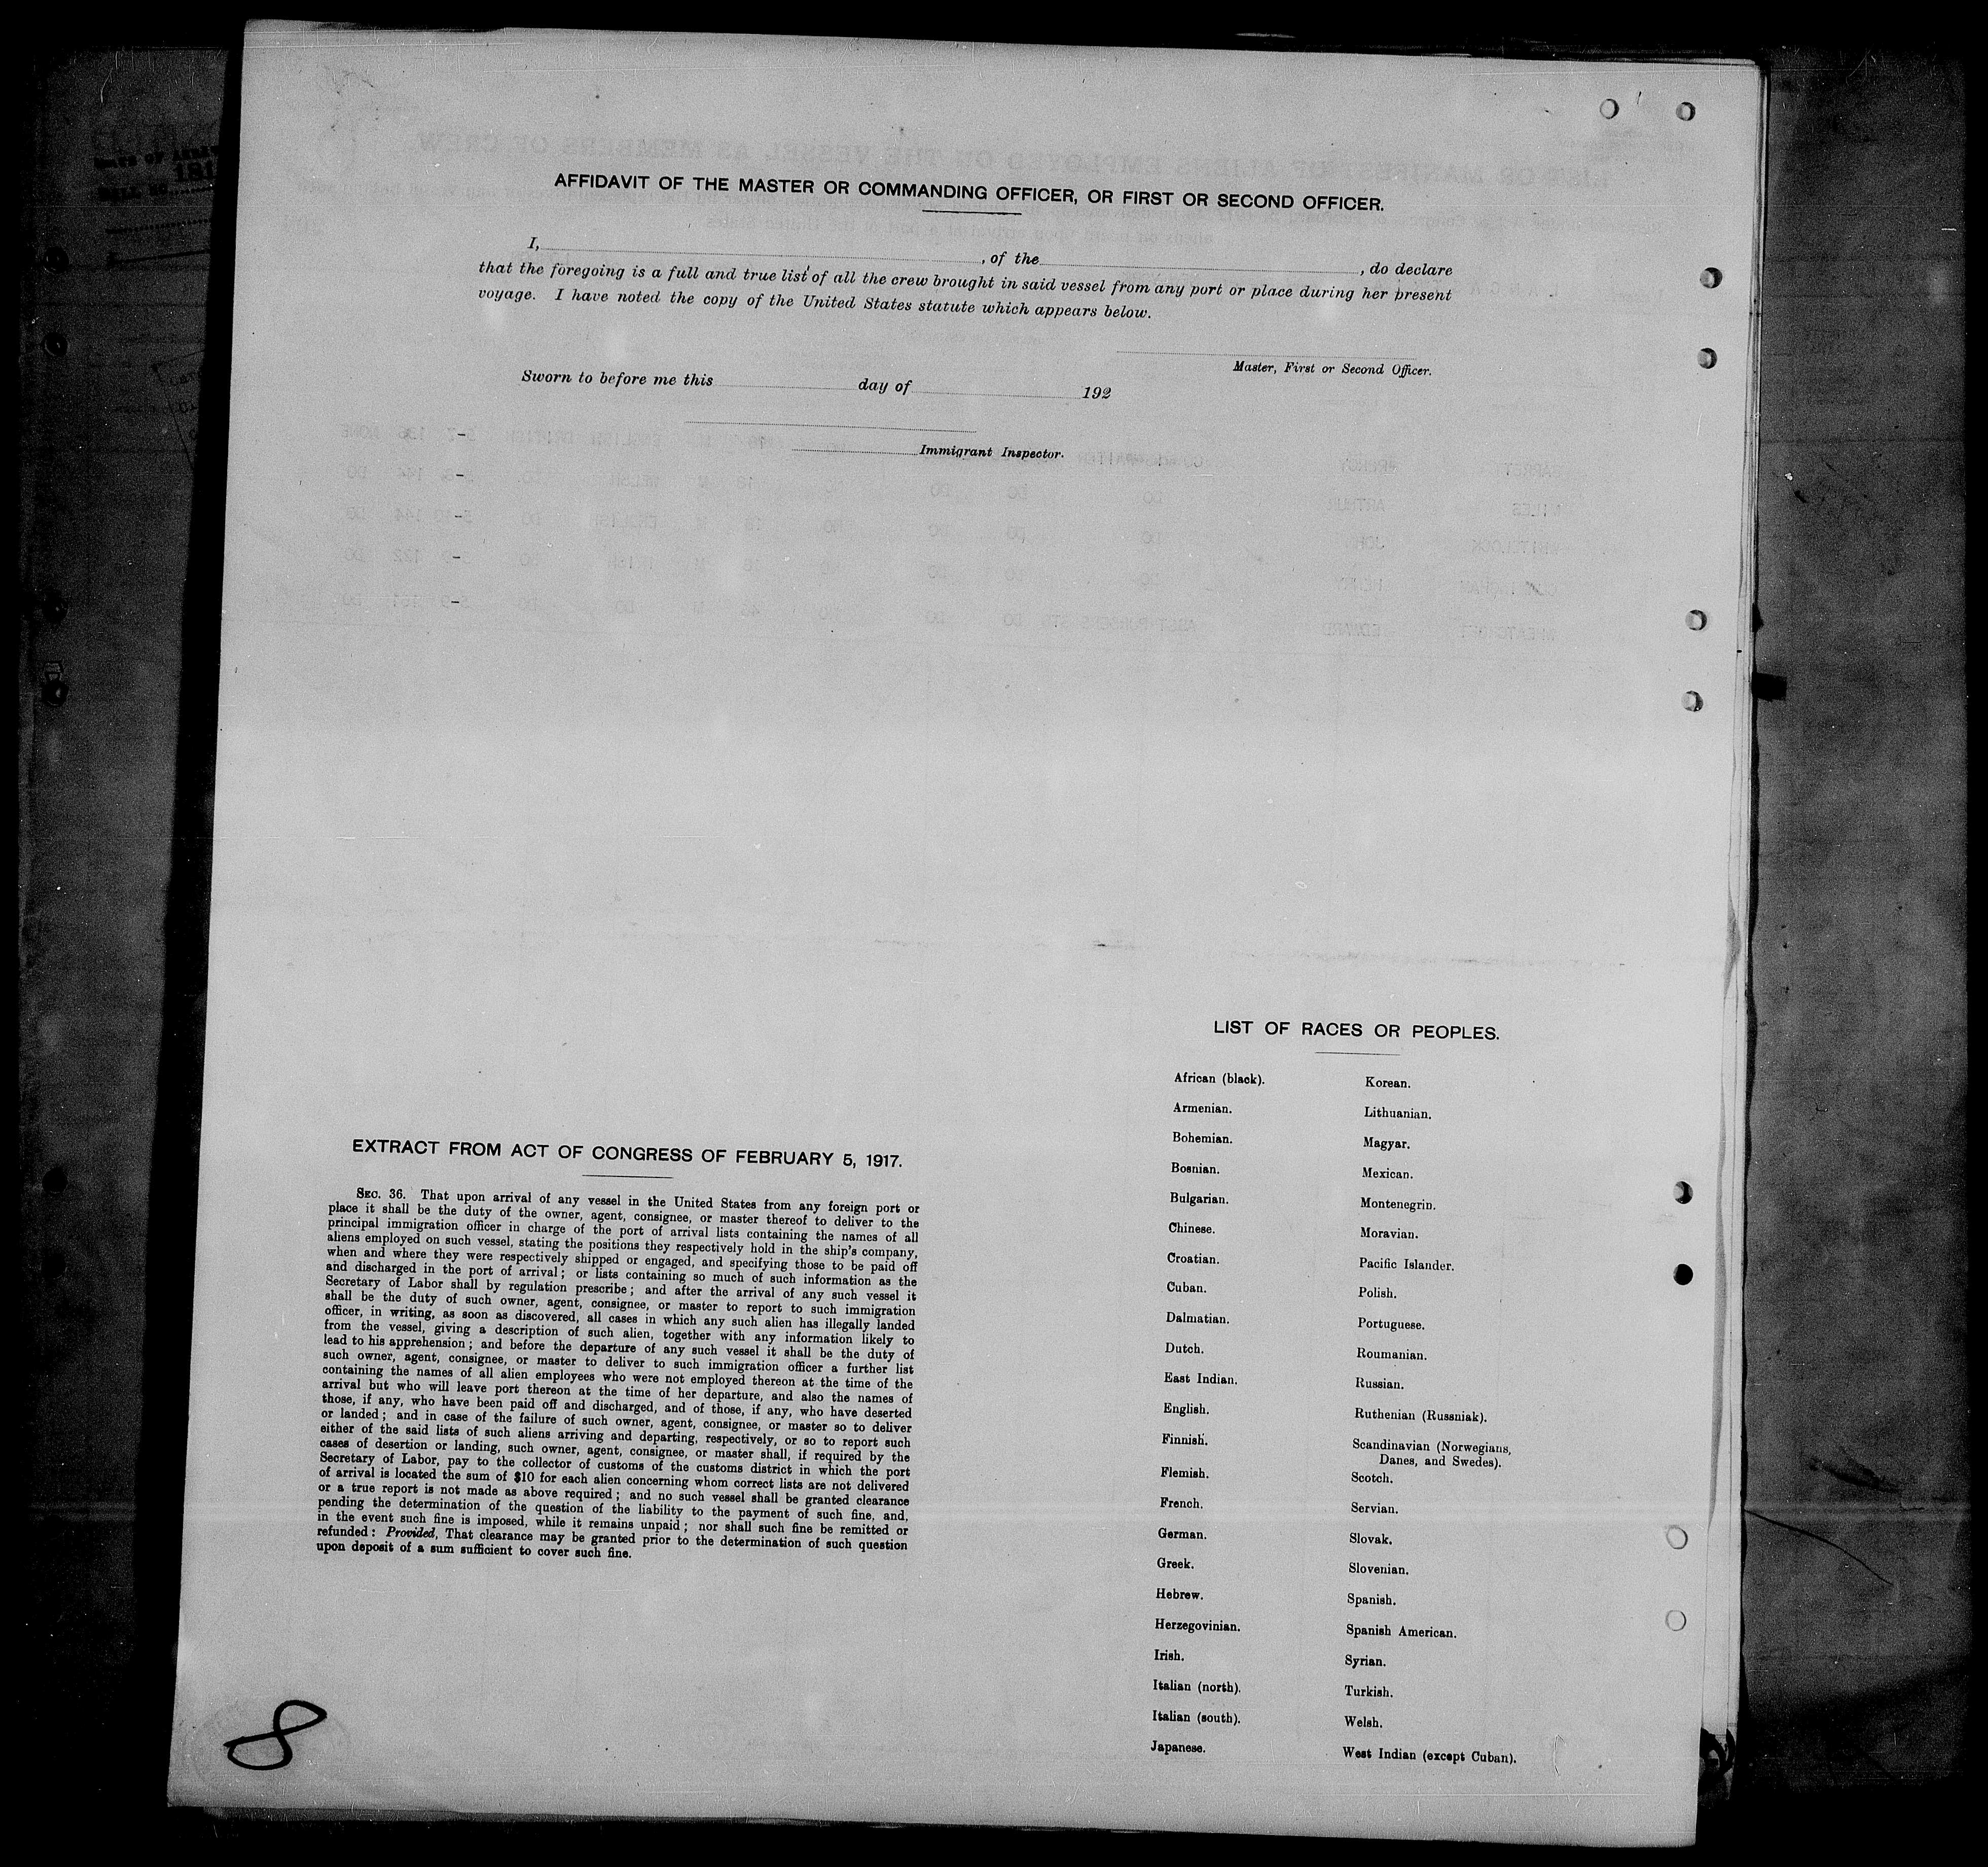 AFFIDAVIT OF THE MASTER OR COMMANDING OFFICER, OR FIRST OR SECOND OFFICER.
I, , of the , do declare
that the foregoing is a full and true list of all the crew brought in said vessel from any port or place during her present
voyage. I have noted the copy of the United States statute which appears below.
Master, First or Second Officer.
Sworn to before me this day of 192
Immigrant Inspector.
EXTRACT FROM ACT OF CONGRESS OF FEBRUARY 5, 1917.
SEC. 36. That upon arrival of any vessel in the United States from any foreign port or
place it shall be the duty of the owner, agent, consignee, or master thereof to deliver to the
principal immigration officer in charge of the port of arrival lists containing the names of all
aliens employed on such vessel, stating the positions they respectively hold in the ship's company,
when and where they were respectively shipped or engaged, and specifying those to be paid off
and discharged in the port of arrival; or lists containing so much of such information as the
Secretary of Labor shall by regulation prescribe; and after the arrival of any such vessel it
shall be the duty of such owner, agent, consignee, or master to report to such immigration
officer, in writing, as soon as discovered, all cases in which any such alien has illegally landed
from the vessel, giving a description of such alien, together with any information likely to
lead to his apprehension; and before the departure of any such vessel it shall be the duty of
such owner, agent, consignee, or master to deliver to such immigration officer a further list
containing the names of all alien employees who were not employed thereon at the time of the
arrival but who will leave port thereon at the time of her departure, and also the names of
those, if any, who have been paid off and discharged, and of those, if any, who have deserted
or landed; and in case of the failure of such owner, agent, consignee, or master so to deliver
either of the said lists of such aliens arriving and departing, respectively, or so to report such
cases of desertion or landing, such owner, agent, consignee, or master shall, if required by the
Secretary of Labor, pay to the collector of customs of the customs district in which the port
of arrival is located the sum of $10 for each alien concerning whom correct lists are not delivered
or a true report is not made as above required; and no such vessel shall be granted clearance
pending the determination of the question of the liability to the payment of such fine, and,
in the event such fine is imposed, while it remains unpaid; nor shall such fine be remitted or
refunded: Provided, That clearance may be granted prior to the determination of such question
upon deposit of a sum sufficient to cover such fine.
LIST OF RACES OR PEOPLES.
African (black).
Armenian.
Bohemian.
Bosnian.
Bulgarian.
Chinese.
Croatian.
Cuban.
Dalmatian.
Dutch.
East Indian.
English.
Finnish.
Flemish.
French.
German.
Greek.
Hebrew.
Herzegovinian.
Irish.
Italian (north).
Italian (south).
Japanese.
Korean.
Lithuanian.
Magyar.
Mexican.
Montenegrin.
Moravian.
Pacific Islander.
Polish.
Portuguese.
Roumanian.
Russian.
Ruthenian (Russniak).
Scandinavian (Norwegians,
Danes, and Swedes).
Scotch.
Servian.
Slovak.
Slovenian.
Spanish.
Spanish American.
Syrian.
Turkish.
Welsh.
West Indian (except Cuban).
8